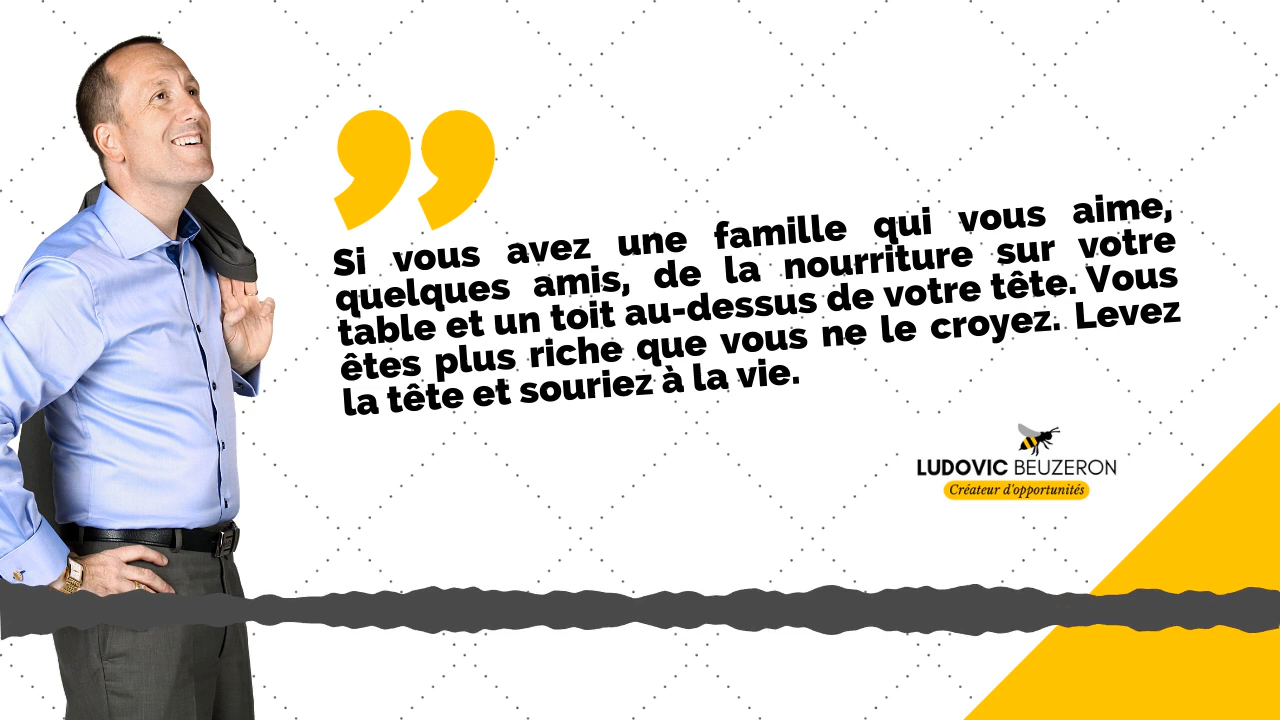 Si vous avez une famille qui vous aime,
quelques amis, de la nourriture sur votre
table et un toit au-dessus de votre tête. Vous
êtes plus riche que vous ne le croyez. Levez
la tête et souriez à la vie.
LUDOVIC BEUZERON
Créateur d'opportunités